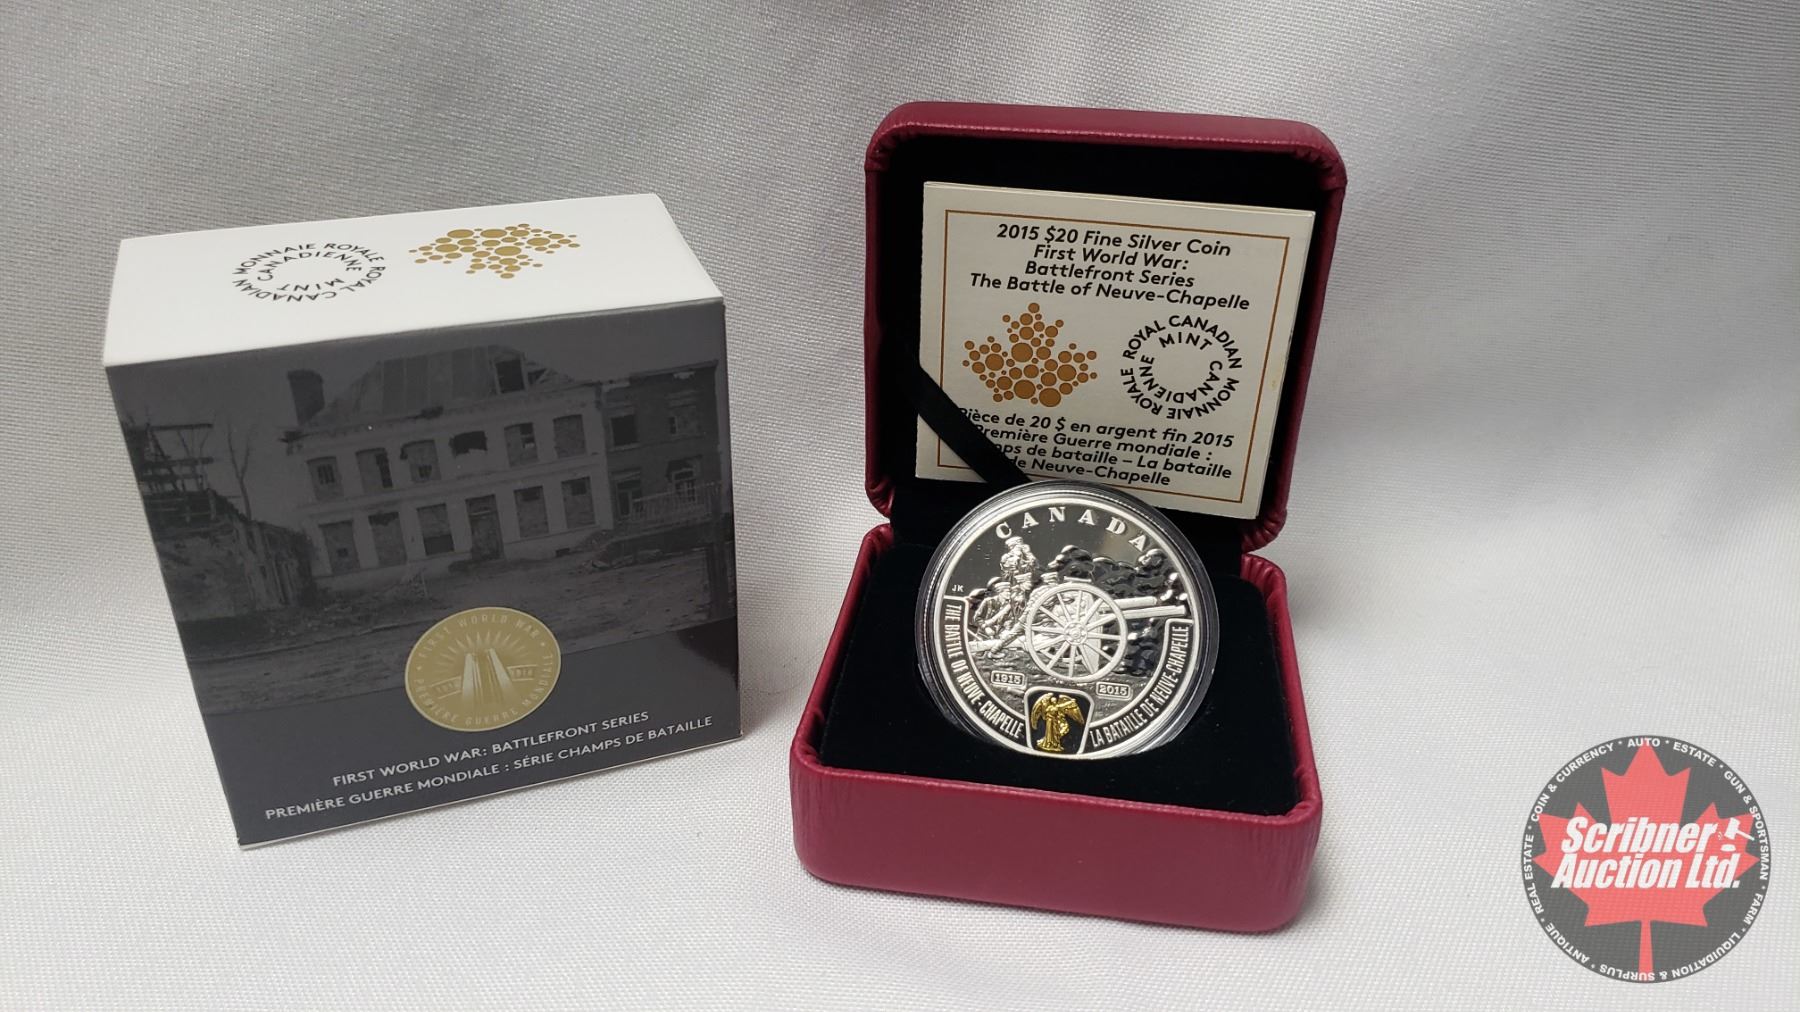 MONNAIE ROYALE CANADIENNE
ROYAL CANADIAN MINT
FIRST WORLD WAR
PREMIÈRE GUERRE MONDIALE
FIRST WORLD WAR: BATTLEFRONT SERIES
PREMIÈRE GUERRE MONDIALE : SÉRIE CHAMPS DE BATAILLE
2015 $20 Fine Silver Coin
First World War:
Battlefront Series
The Battle of Neuve-Chapelle
ROYAL CANADIAN MINT
MONNAIE ROYALE CANADIENNE
Pièce de 20 $ en argent fin 2015
Première Guerre mondiale :
de bataille – La bataille
de Neuve-Chapelle
CANADA
JK
THE BATTLE OF NEUVE-CHAPELLE
1915
2015
LA BATAILLE DE NEUVE-CHAPELLE
COIN & CURRENCY * AUTO * ESTATE * GUN & SPORTSMAN * FARM * LIQUIDATION & SURPLUS * ANTIQUE * REAL ESTATE *
Scribner
Auction Ltd.